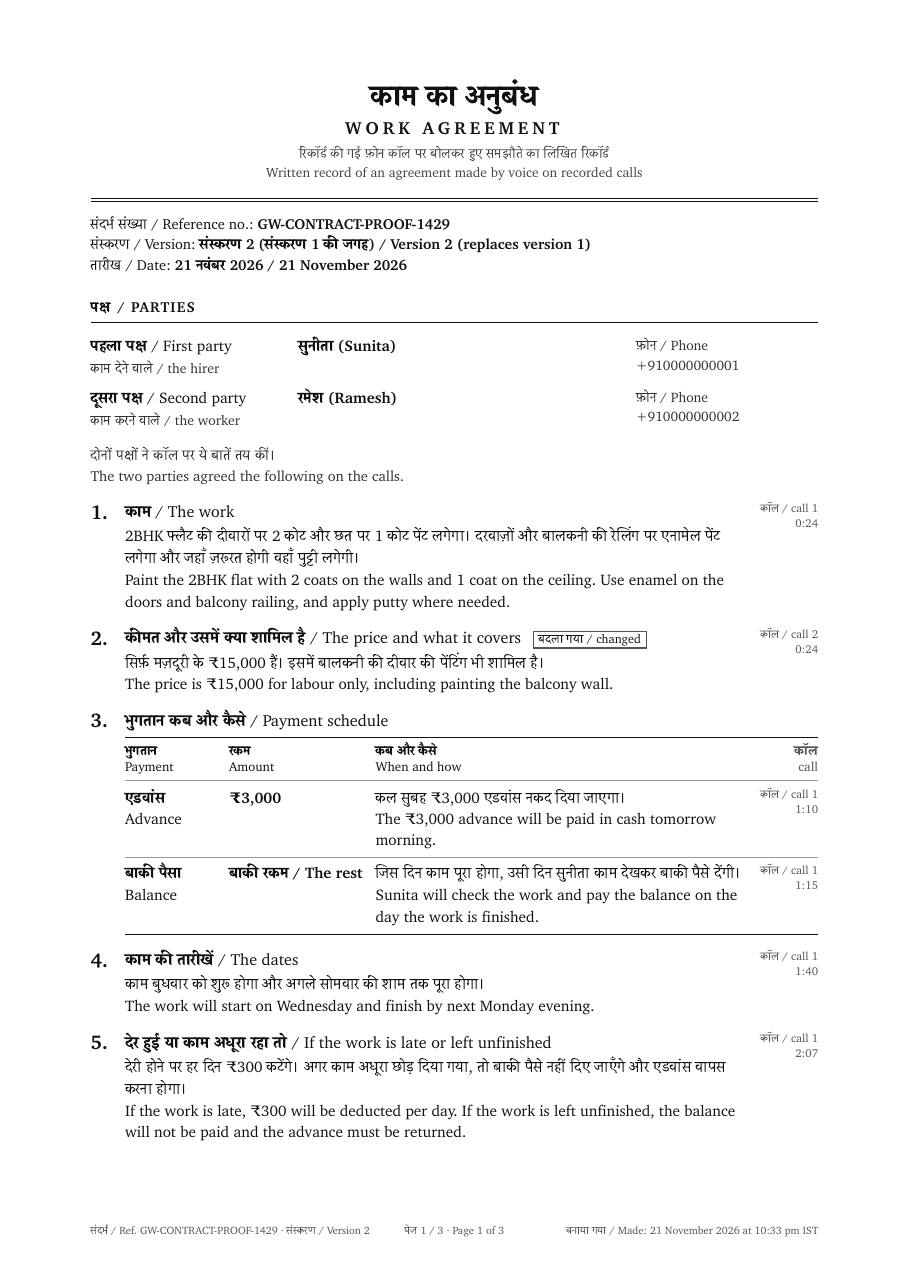 काम का अनुबंध
WORK AGREEMENT
रिकॉर्ड की गई फ़ोन कॉल पर बोलकर हुए समझौते का लिखित रिकॉर्ड
Written record of an agreement made by voice on recorded calls
संदर्भ संख्या / Reference no.: GW-CONTRACT-PROOF-1429
संस्करण / Version: संस्करण 2 (संस्करण 1 की जगह) / Version 2 (replaces version 1)
तारीख / Date: 21 नवंबर 2026 / 21 November 2026
पक्ष / PARTIES
पहला पक्ष / First party सुनीता (Sunita) फ़ोन / Phone
काम देने वाले / the hirer +910000000001
दूसरा पक्ष / Second party रमेश (Ramesh) फ़ोन / Phone
काम करने वाले / the worker +910000000002
दोनों पक्षों ने कॉल पर ये बातें तय कीं।
The two parties agreed the following on the calls.
1. काम / The work कॉल / call 1
0:24
2BHK फ्लैट की दीवारों पर 2 कोट और छत पर 1 कोट पेंट लगेगा। दरवाज़ों और बालकनी की रेलिंग पर एनामेल पेंट
लगेगा और जहाँ ज़रूरत होगी वहाँ पुट्टी लगेगी।
Paint the 2BHK flat with 2 coats on the walls and 1 coat on the ceiling. Use enamel on the
doors and balcony railing, and apply putty where needed.
2. कीमत और उसमें क्या शामिल है / The price and what it covers बदला गया / changed कॉल / call 2
0:24
सिर्फ़ मज़दूरी के ₹15,000 हैं। इसमें बालकनी की दीवार की पेंटिंग भी शामिल है।
The price is ₹15,000 for labour only, including painting the balcony wall.
3. भुगतान कब और कैसे / Payment schedule
भुगतान रकम कब और कैसे कॉल
Payment Amount When and how call
एडवांस ₹3,000 कल सुबह ₹3,000 एडवांस नकद दिया जाएगा। कॉल / call 1
1:10
Advance The ₹3,000 advance will be paid in cash tomorrow
morning.
बाकी पैसा बाकी रकम / The rest जिस दिन काम पूरा होगा, उसी दिन सुनीता काम देखकर बाकी पैसे देंगी। कॉल / call 1
1:15
Balance Sunita will check the work and pay the balance on the
day the work is finished.
4. काम की तारीखें / The dates कॉल / call 1
1:40
काम बुधवार को शुरू होगा और अगले सोमवार की शाम तक पूरा होगा।
The work will start on Wednesday and finish by next Monday evening.
5. देर हुई या काम अधूरा रहा तो / If the work is late or left unfinished कॉल / call 1
2:07
देरी होने पर हर दिन ₹300 कटेंगे। अगर काम अधूरा छोड़ दिया गया, तो बाकी पैसे नहीं दिए जाएँगे और एडवांस वापस
करना होगा।
If the work is late, ₹300 will be deducted per day. If the work is left unfinished, the balance
will not be paid and the advance must be returned.
संदर्भ / Ref. GW-CONTRACT-PROOF-1429 · संस्करण / Version 2 पेज 1 / 3 · Page 1 of 3 बनाया गया / Made: 21 November 2026 at 10:33 pm IST